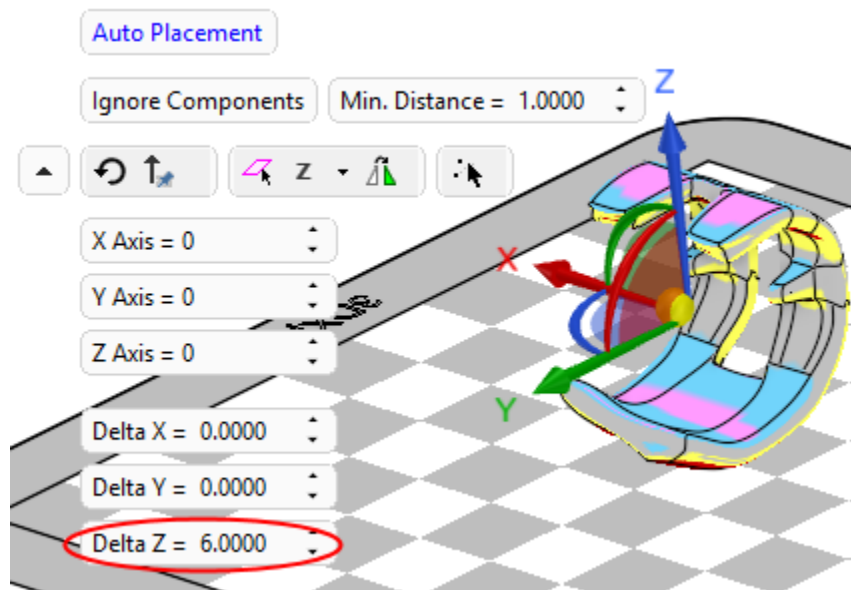 Auto Placement
Ignore Components
Min. Distance = 1.0000
Z
z
X Axis = 0
X
Y Axis = 0
Z Axis = 0
Y
Delta X = 0.0000
Delta Y = 0.0000
Delta Z = 6.0000